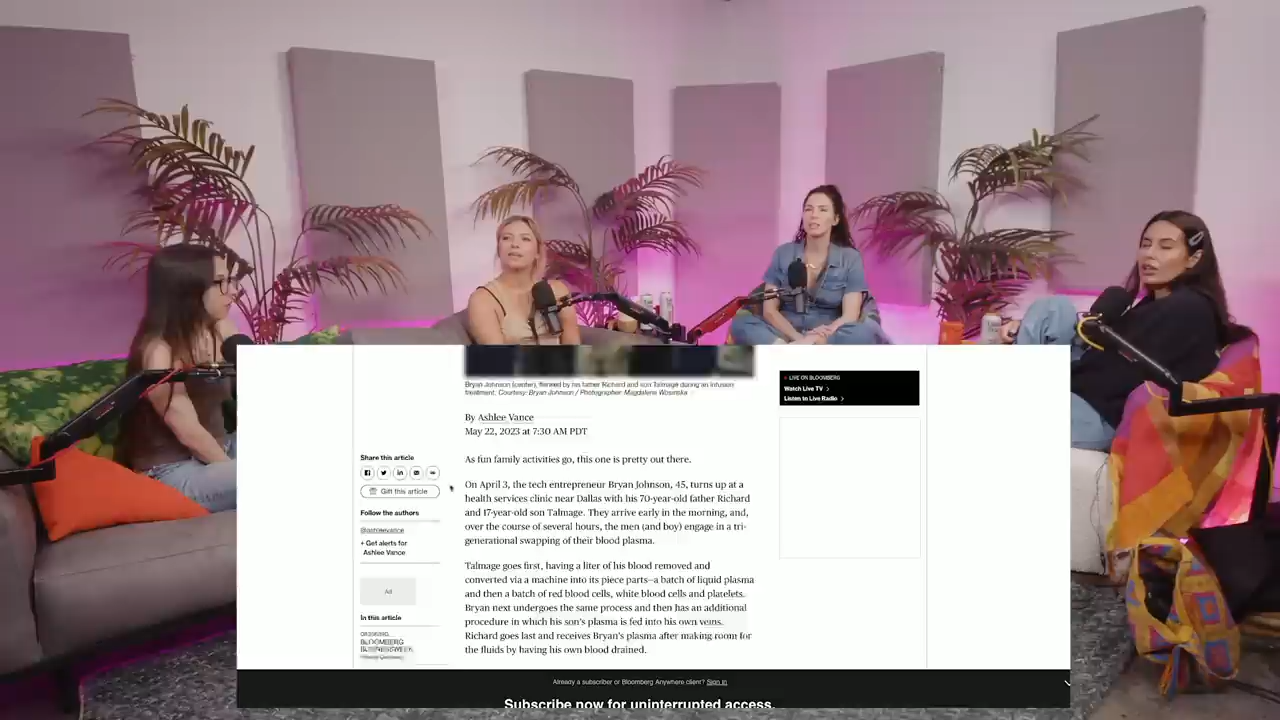 Bryan Johnson (center), flanked by his father Richard and son Talmage during an infusion
treatment. Courtesy: Bryan Johnson / Photographer: Magdalena Wosinska
By Ashlee Vance
May 22, 2023 at 7:30 AM PDT
As fun family activities go, this one is pretty out there.
On April 3, the tech entrepreneur Bryan Johnson, 45, turns up at a
health services clinic near Dallas with his 70-year-old father Richard
and 17-year-old son Talmage. They arrive early in the morning, and,
over the course of several hours, the men (and boy) engage in a tri-
generational swapping of their blood plasma.
Talmage goes first, having a liter of his blood removed and
converted via a machine into its piece parts—a batch of liquid plasma
and then a batch of red blood cells, white blood cells and platelets.
Bryan next undergoes the same process and then has an additional
procedure in which his son's plasma is fed into his own veins.
Richard goes last and receives Bryan's plasma after making room for
the fluids by having his own blood drained.
Share this article
Gift this article
Follow the authors
@ashleevance
+ Get alerts for
Ashlee Vance
Ad
In this article
BLOOMBERG
BUSINESSWEEK
LIVE ON BLOOMBERG
Watch Live TV >
Listen to Live Radio >
Already a subscriber or Bloomberg Anywhere client? Sign in
Subscribe now for uninterrupted access.